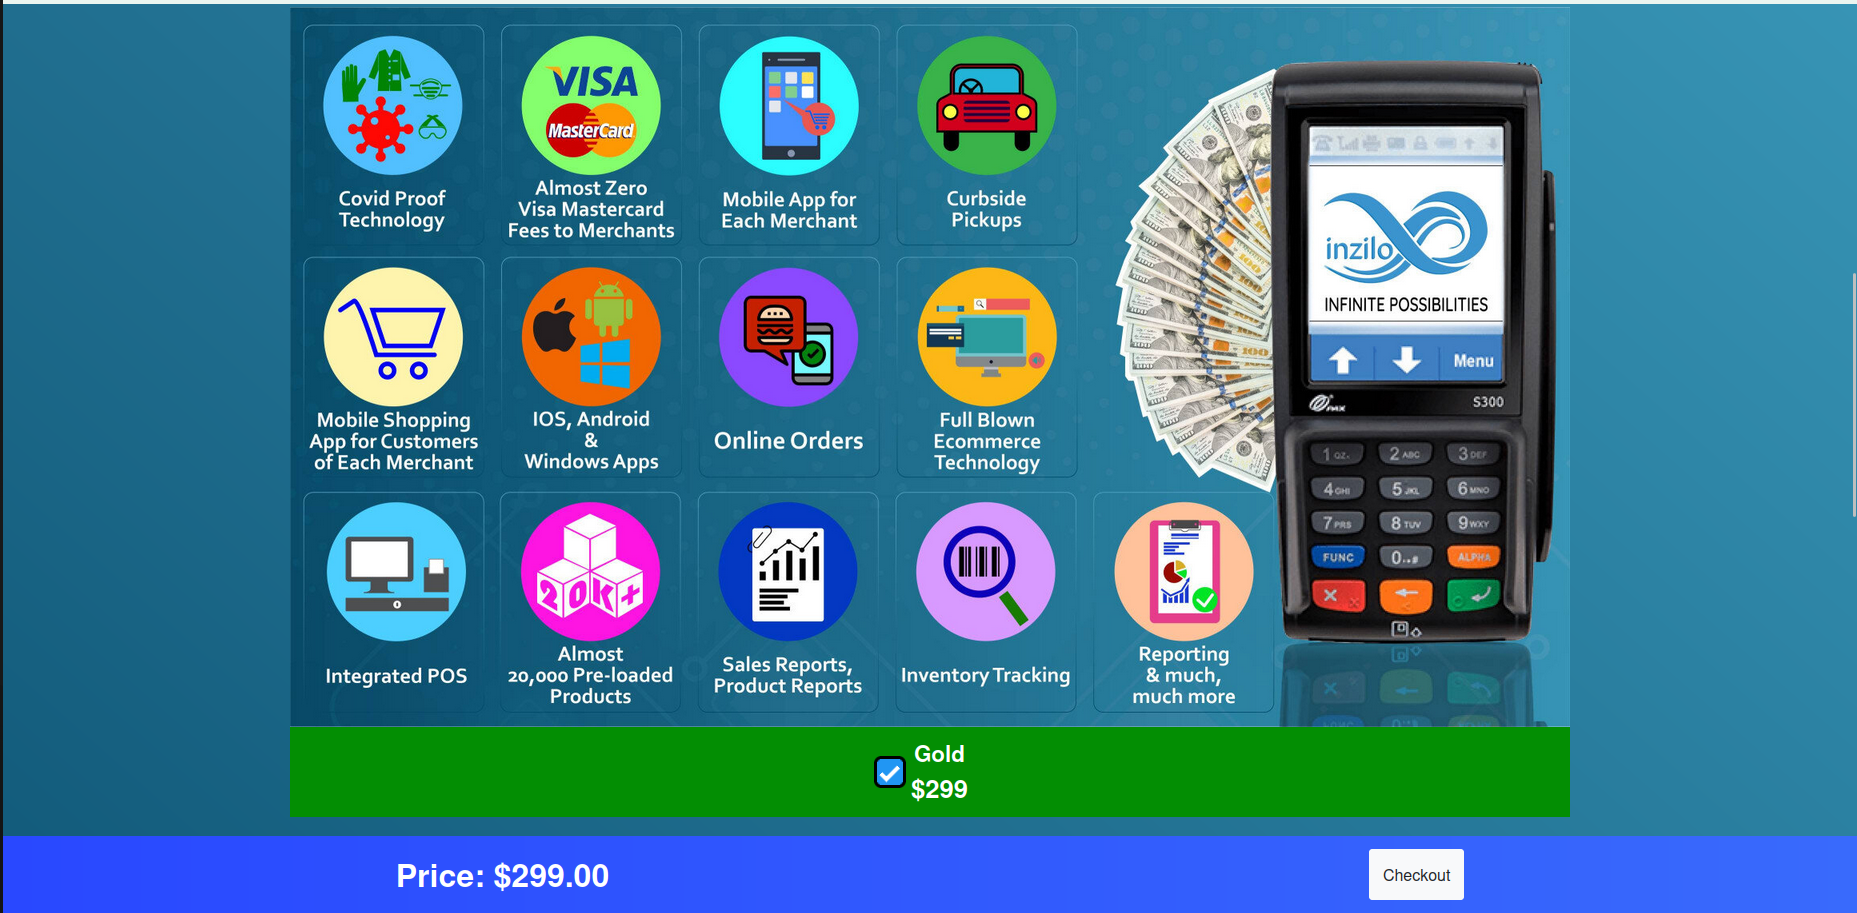 VISA
MasterCard
Covid Proof
Technology
Almost Zero
Visa Mastercard
Fees to Merchants
Mobile App for
Each Merchant
Curbside
Pickups
Mobile Shopping
App for Customers
of Each Merchant
IOS, Android
&
Windows Apps
Online Orders
Full Blown
Ecommerce
Technology
20K+
Integrated POS
Almost
20,000 Pre-loaded
Products
Sales Reports,
Product Reports
Inventory Tracking
Reporting
& much,
much more
inzilo
INFINITE POSSIBILITIES
Menu
PAX
S300
1 QZ.
2 ABC
3 DEF
4 GHI
5 JKL
6 MNO
7 PRS
8 TUV
9 WXY
FUNC
0
ALPHA
Gold
$299
Price: $299.00
Checkout